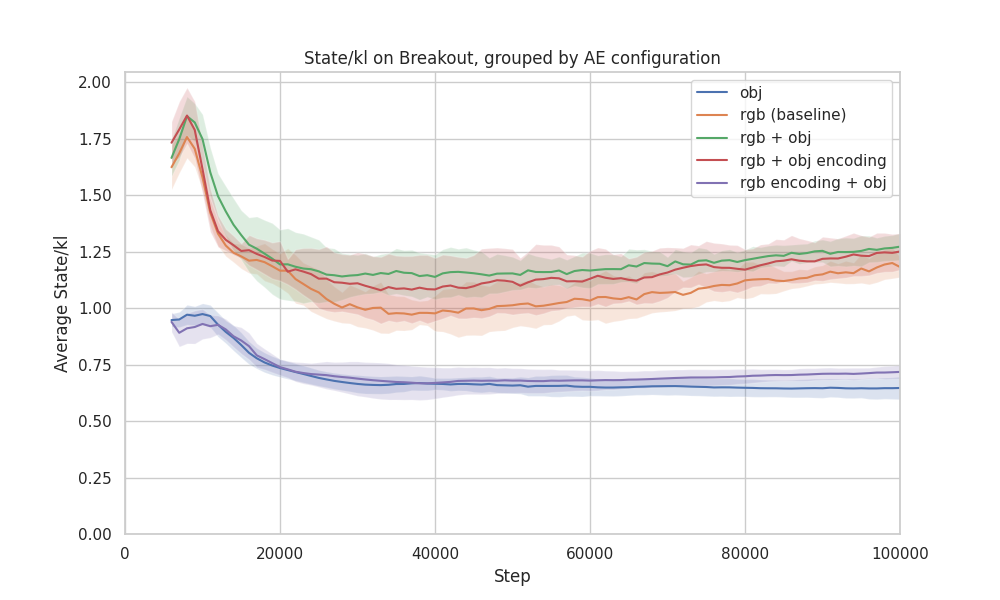 State/kl on Breakout, grouped by AE configuration
obj
rgb (baseline)
rgb + obj
rgb + obj encoding
rgb encoding + obj
Average State/kl
2.00
1.75
1.50
1.25
1.00
0.75
0.50
0.25
0.00
0
20000
40000
60000
80000
100000
Step